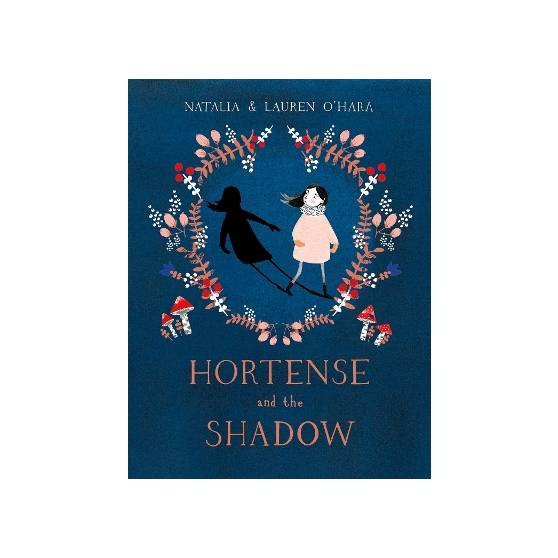 NATALIA & LAUREN O'HARA
HORTENSE
and the
SHADOW